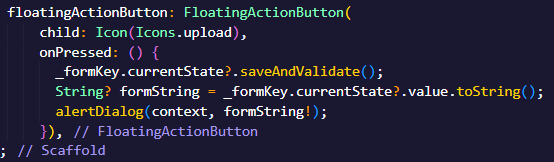 floatingActionButton: FloatingActionButton(
child: Icon(Icons.upload),
onPressed: () {
_formKey.currentState?.saveAndValidate();
String? formString = _formKey.currentState?.value.toString();
alertDialog(context, formString!);
}), // FloatingActionButton
; // Scaffold